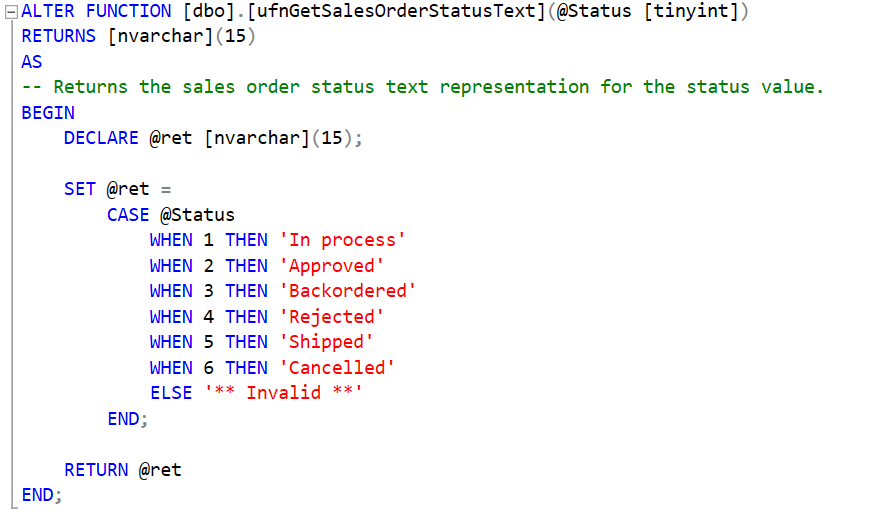 ALTER FUNCTION [dbo].[ufnGetSalesOrderStatusText](@Status [tinyint])
RETURNS [nvarchar](15)
AS
-- Returns the sales order status text representation for the status value.
BEGIN
    DECLARE @ret [nvarchar](15);

    SET @ret =
        CASE @Status
            WHEN 1 THEN 'In process'
            WHEN 2 THEN 'Approved'
            WHEN 3 THEN 'Backordered'
            WHEN 4 THEN 'Rejected'
            WHEN 5 THEN 'Shipped'
            WHEN 6 THEN 'Cancelled'
            ELSE '** Invalid **'
        END;

    RETURN @ret
END;